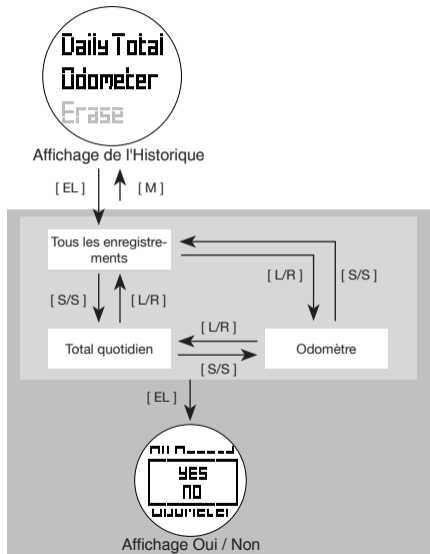 Daily Total
Odometer
Erase
Affichage de l'Historique
[ EL ] [ M ]
Tous les enregistre-
ments
[ L/R ] [ S/S ]
[ S/S ] [ L/R ]
[ L/R ]
Total quotidien Odomètre
[ S/S ]
[ EL ]
YES
NO
Affichage Oui / Non